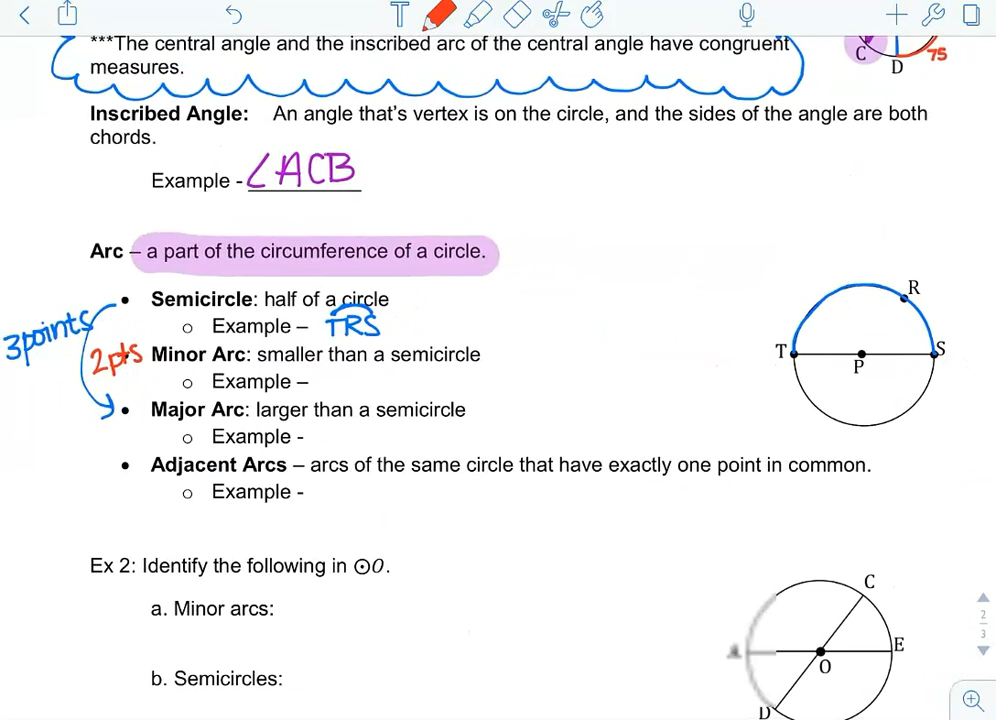 ***The central angle and the inscribed arc of the central angle have congruent
measures.
C
D
75
Inscribed Angle: An angle that's vertex is on the circle, and the sides of the angle are both
chords.
Example - ∠ACB
Arc – a part of the circumference of a circle.
3 points
• Semicircle: half of a circle
o Example – TRS
2pts
• Minor Arc: smaller than a semicircle
o Example –
• Major Arc: larger than a semicircle
o Example -
• Adjacent Arcs – arcs of the same circle that have exactly one point in common.
o Example -
R
T
P
S
Ex 2: Identify the following in ⊙O.
a. Minor arcs:
b. Semicircles:
C
E
O
D
2
3